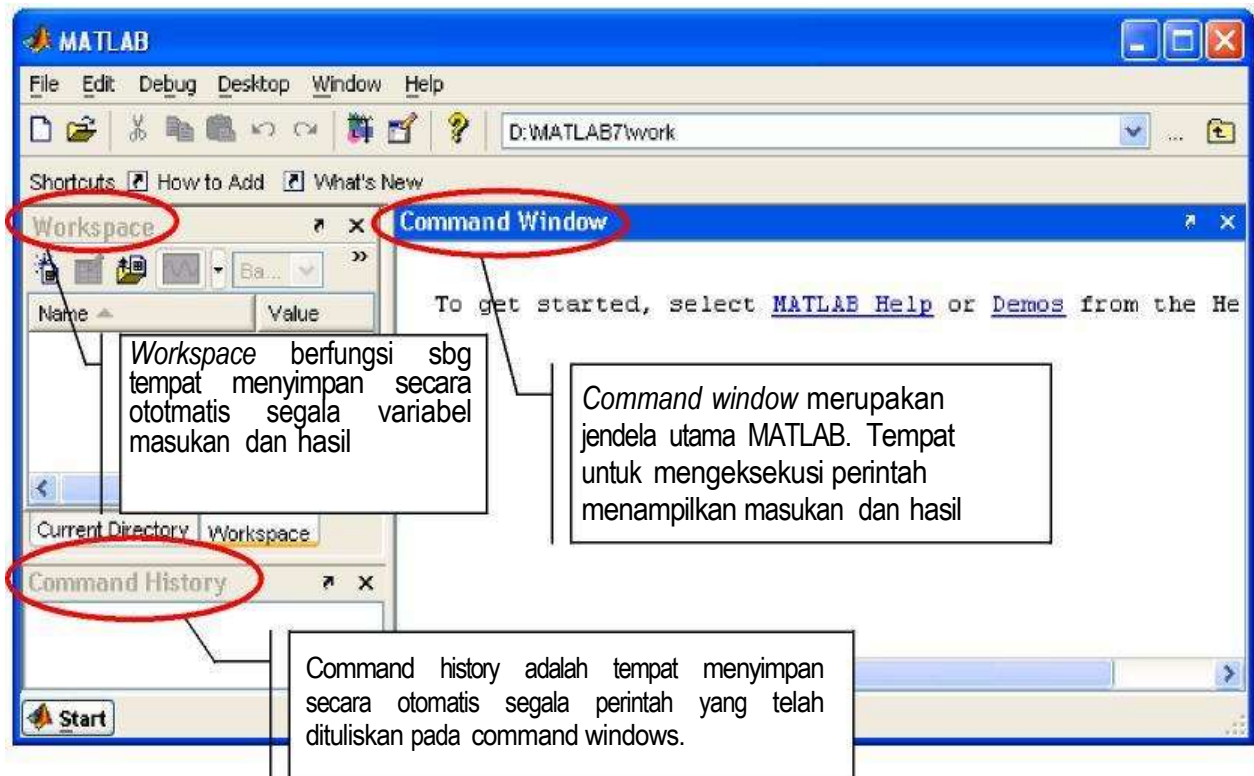 MATLAB
File Edit Debug Desktop Window Help
D:\MATLAB7\work
...
Shortcuts How to Add What's New
Workspace
Command Window
Ba...
Name Value
To get started, select MATLAB Help or Demos from the He
Workspace berfungsi sbg
tempat menyimpan secara
ototmatis segala variabel
masukan dan hasil
Command window merupakan
jendela utama MATLAB. Tempat
untuk mengeksekusi perintah
menampilkan masukan dan hasil
Current Directory Workspace
Command History
Command history adalah tempat menyimpan
secara otomatis segala perintah yang telah
dituliskan pada command windows.
Start